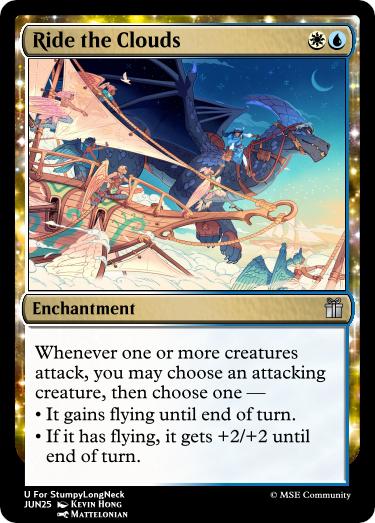 Ride the Clouds
Enchantment
Whenever one or more creatures
attack, you may choose an attacking
creature, then choose one —
• It gains flying until end of turn.
• If it has flying, it gets +2/+2 until
end of turn.
U For StumpyLongNeck
JUN25 Kevin Hong
Mattelonian
© MSE Community